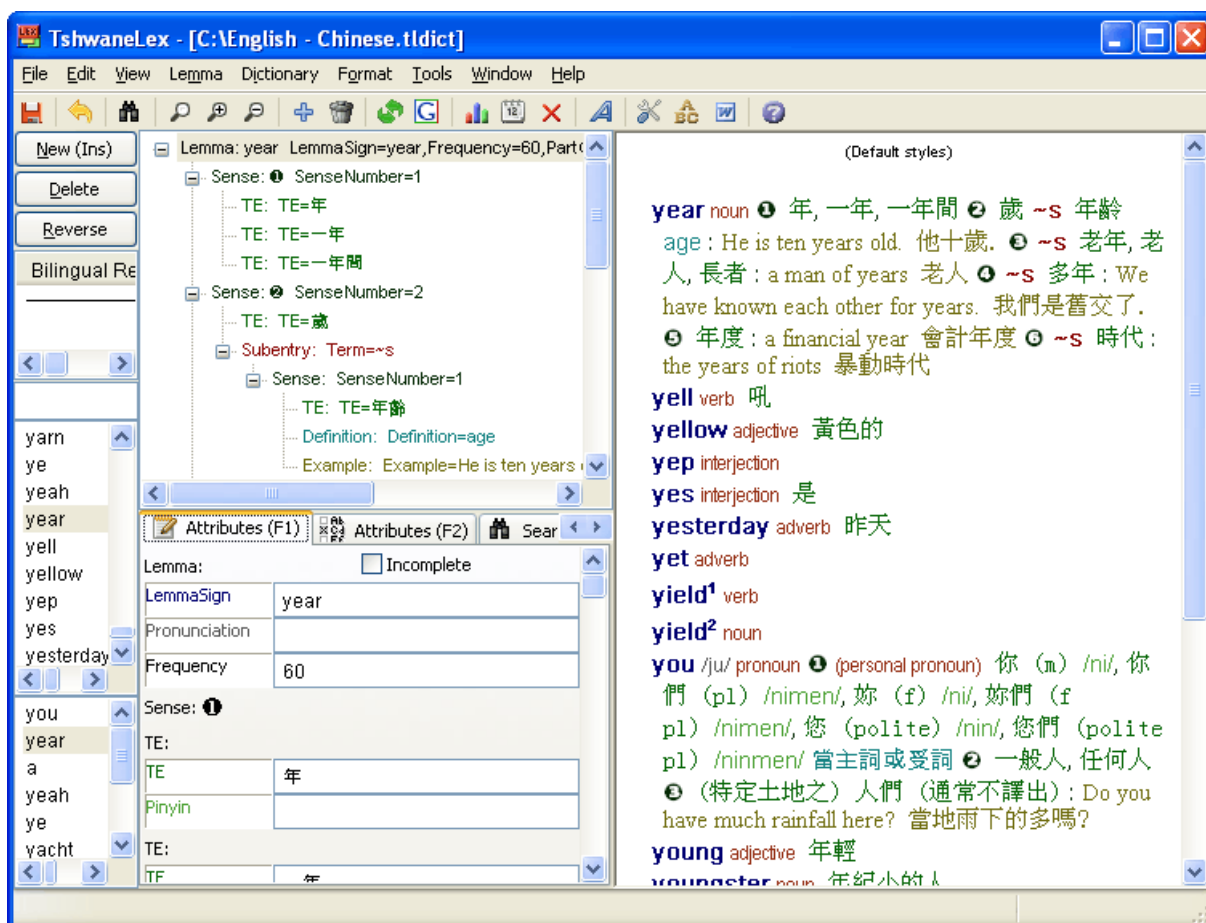 TshwaneLex - [C:\English - Chinese.tldict]
File Edit View Lemma Dictionary Format Tools Window Help
New (Ins)
Delete
Reverse
Bilingual Re
yarn
ye
yeah
year
yell
yellow
yep
yes
yesterday
you
year
a
yeah
ye
yacht
Lemma: year LemmaSign=year,Frequency=60,Part
Sense: ❶ SenseNumber=1
TE: TE=年
TE: TE=一年
TE: TE=一年間
Sense: ❷ SenseNumber=2
TE: TE=歲
Subentry: Term=~s
Sense: SenseNumber=1
TE: TE=年齡
Definition: Definition=age
Example: Example=He is ten years
Attributes (F1) Attributes (F2) Sear
Lemma: Incomplete
LemmaSign year
Pronunciation
Frequency 60
Sense: ❶
TE:
TE 年
Pinyin
TE:
TE 一年
(Default styles)
year noun ❶ 年, 一年, 一年間 ❷ 歲 ~s 年齡
age : He is ten years old. 他十歲. ❸ ~s 老年, 老
人, 長者 : a man of years 老人 ❹ ~s 多年 : We
have known each other for years. 我們是舊交了.
❺ 年度 : a financial year 會計年度 ❻ ~s 時代 :
the years of riots 暴動時代
yell verb 吼
yellow adjective 黃色的
yep interjection
yes interjection 是
yesterday adverb 昨天
yet adverb
yield¹ verb
yield² noun
you /ju/ pronoun ❶ (personal pronoun) 你 (m) /ni/, 你
們 (pl) /nimen/, 妳 (f) /ni/, 妳們 (f
pl) /nimen/, 您 (polite) /nin/, 您們 (polite
pl) /ninmen/ 當主詞或受詞 ❷ 一般人, 任何人
❸ (特定土地之) 人們 (通常不譯出) : Do you
have much rainfall here? 當地雨下的多嗎?
young adjective 年輕
youngster noun 年紀小的人